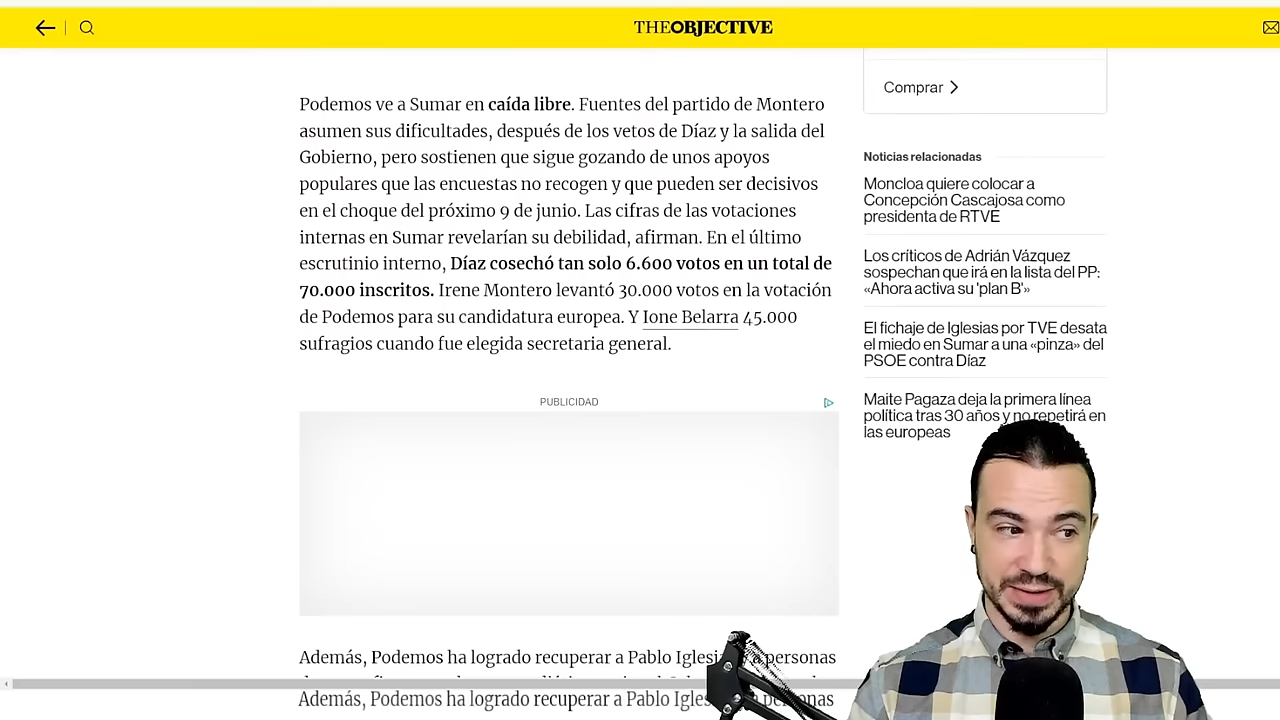 THEOBJECTIVE
Podemos ve a Sumar en caída libre. Fuentes del partido de Montero
asumen sus dificultades, después de los vetos de Díaz y la salida del
Gobierno, pero sostienen que sigue gozando de unos apoyos
populares que las encuestas no recogen y que pueden ser decisivos
en el choque del próximo 9 de junio. Las cifras de las votaciones
internas en Sumar revelarían su debilidad, afirman. En el último
escrutinio interno, Díaz cosechó tan solo 6.600 votos en un total de
70.000 inscritos. Irene Montero levantó 30.000 votos en la votación
de Podemos para su candidatura europea. Y Ione Belarra 45.000
sufragios cuando fue elegida secretaria general.
PUBLICIDAD
Además, Podemos ha logrado recuperar a Pablo personas
Además, Podemos ha logrado recuperar a Pablo
Comprar
Noticias relacionadas
Moncloa quiere colocar a
Concepción Cascajosa como
presidenta de RTVE
Los críticos de Adrián Vázquez
sospechan que irá en la lista del PP:
«Ahora activa su 'plan B'»
El fichaje de Iglesias por TVE desata
el miedo en Sumar a una «pinza» del
PSOE contra Díaz
Maite Pagaza deja la primera línea
política tras 30 años y no repetirá en
las europeas